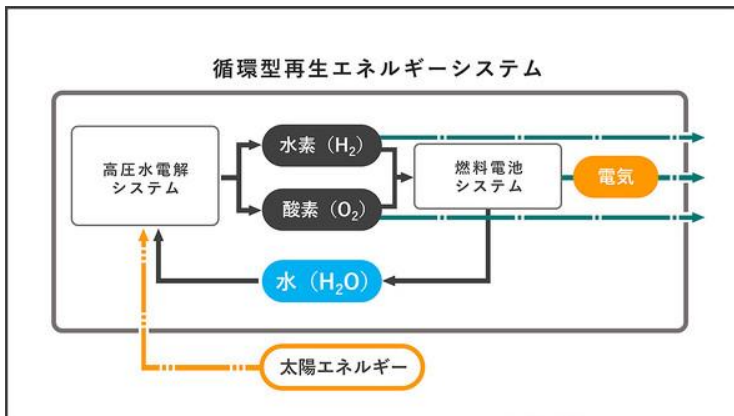 循環型再生エネルギーシステム
高圧水電解
システム
水素（H₂）
酸素（O₂）
燃料電池
システム
電気
水（H₂O）
太陽エネルギー